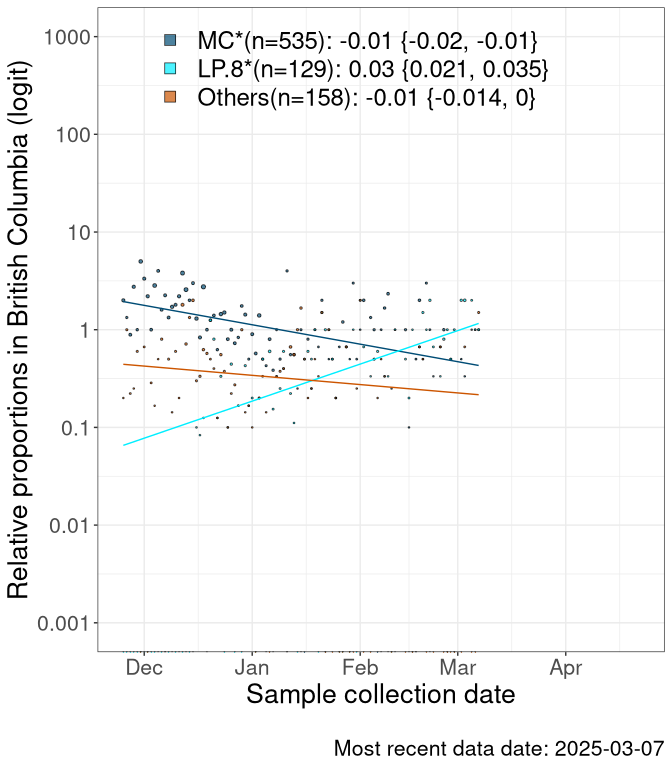 MC*(n=535): -0.01 {-0.02, -0.01}
LP.8*(n=129): 0.03 {0.021, 0.035}
Others(n=158): -0.01 {-0.014, 0}
Relative proportions in British Columbia (logit)
1000
100
10
1
0.1
0.01
0.001
Dec Jan Feb Mar Apr
Sample collection date
Most recent data date: 2025-03-07